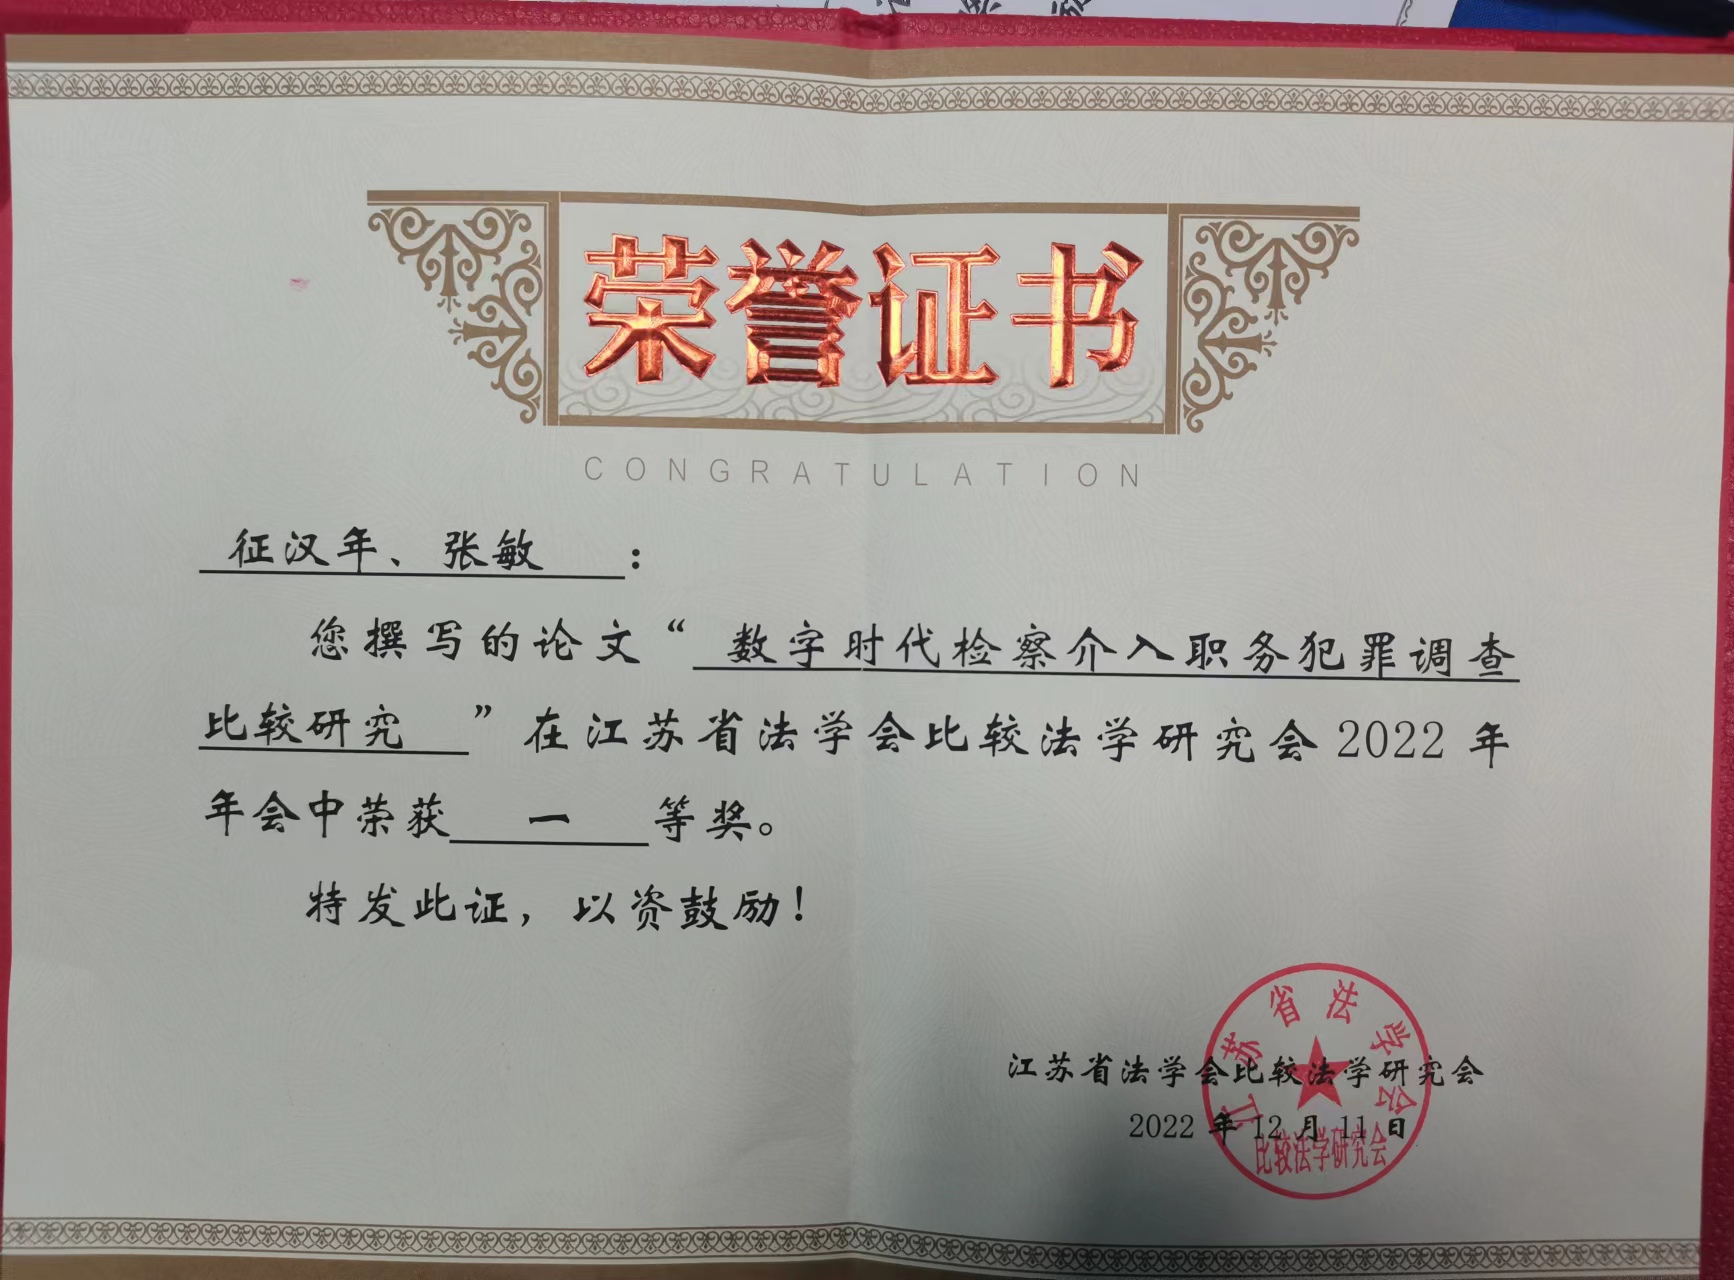 荣誉证书
CONGRATULATION
征汉年、张敏：
您撰写的论文“数字时代检察介入职务犯罪调查
比较研究”在江苏省法学会比较法学研究会2022年
年会中荣获一等奖。
特发此证，以资鼓励！
江苏省法学会比较法学研究会
2022年12月11日
江苏省法学会
比较法学研究会